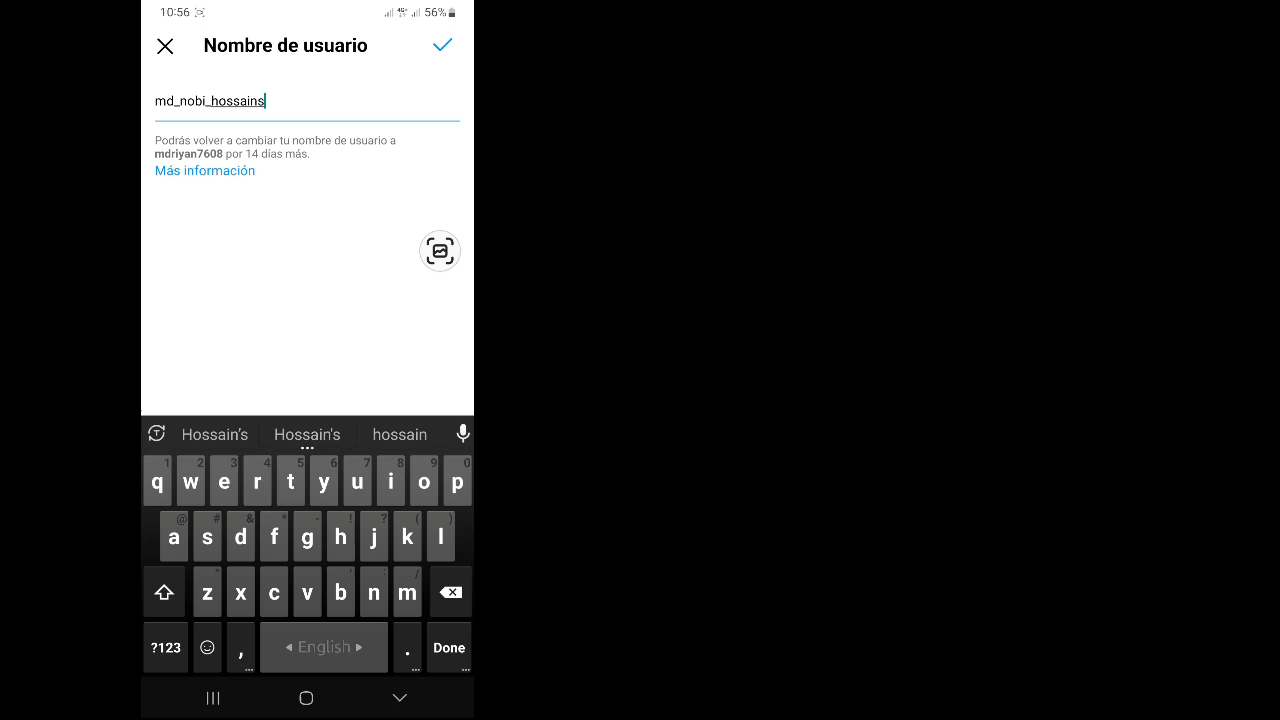 10:56 4G+ 56%
Nombre de usuario
md_nobi_hossains
Podrás volver a cambiar tu nombre de usuario a
mdriyan7608 por 14 días más.
Más información
Hossain's Hossain's hossain
1 2 3 4 5 6 7 8 9 0
q w e r t y u i o p
@ # & * - ! ? ( )
a s d f g h j k l
" ' : /
z x c v b n m
?123 , English . Done